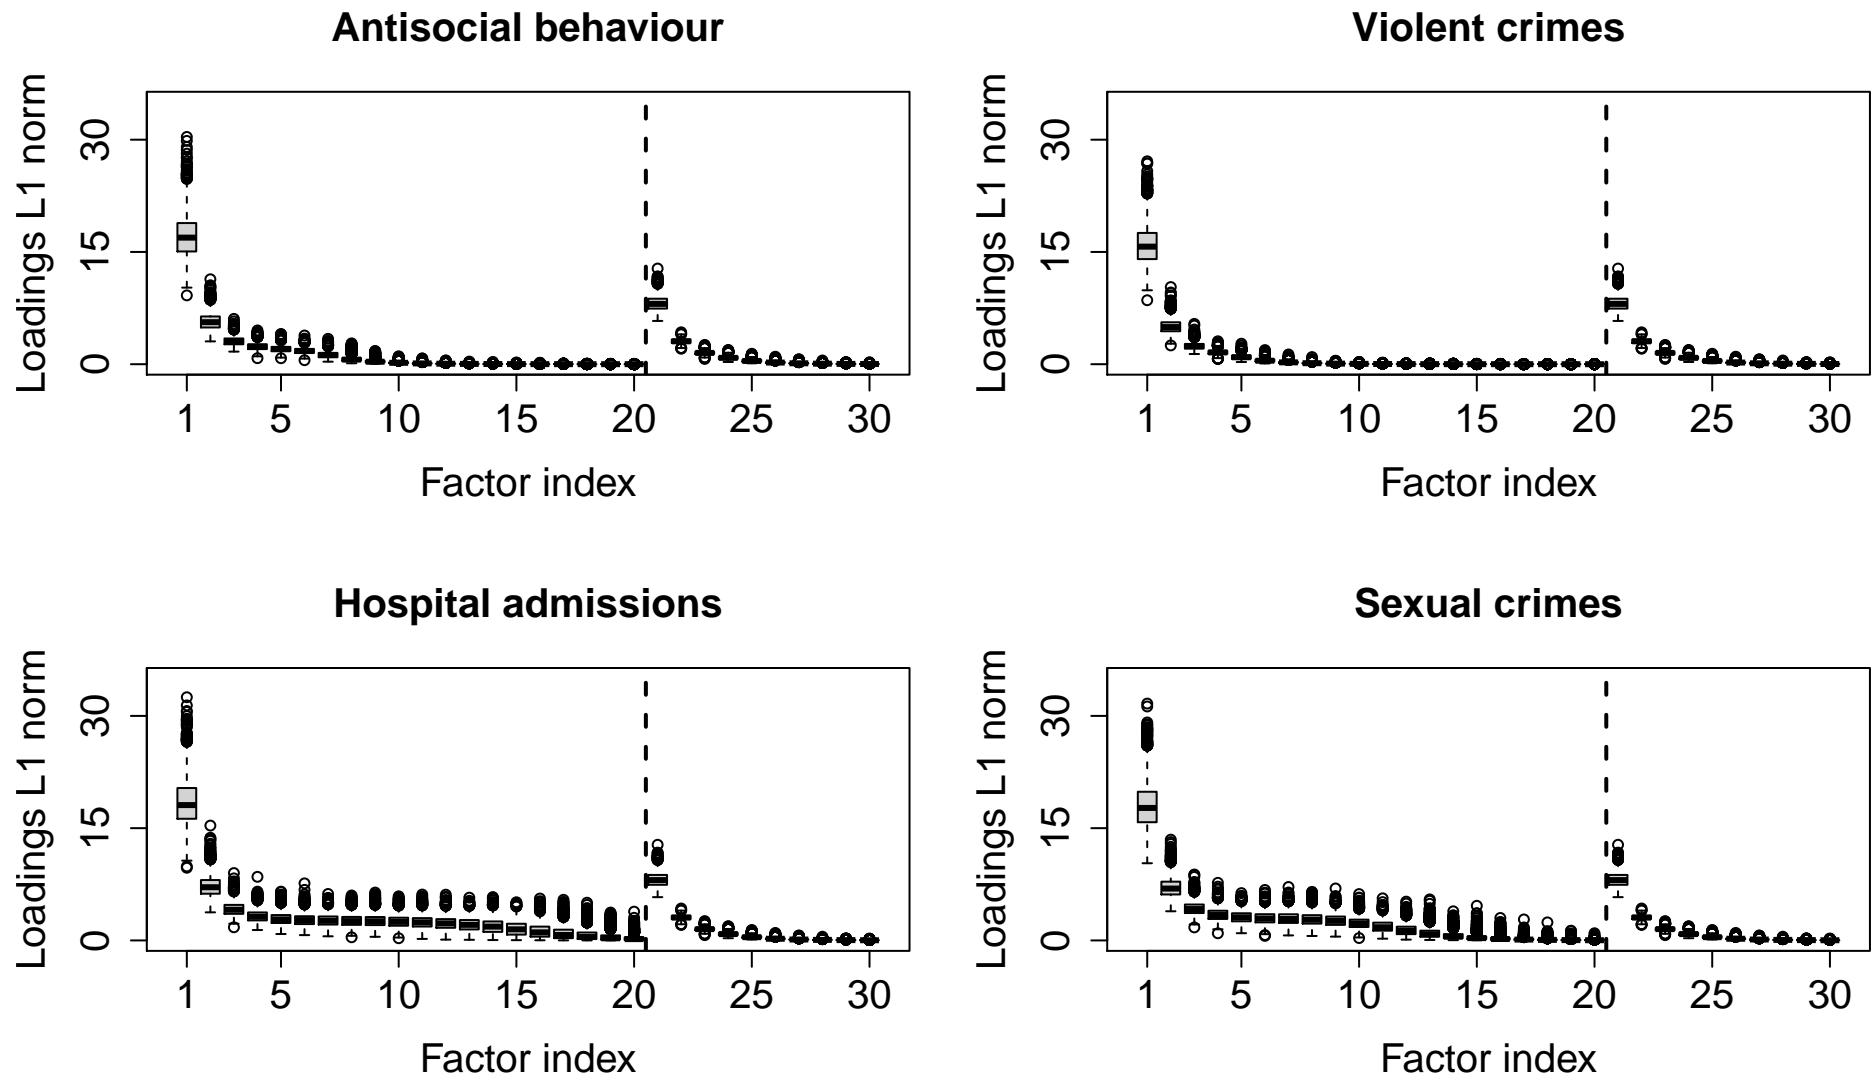 Antisocial behaviour
Loadings L1 norm
0 15 30
1 5 10 15 20 25 30
Factor index
Violent crimes
Loadings L1 norm
0 15 30
1 5 10 15 20 25 30
Factor index
Hospital admissions
Loadings L1 norm
0 15 30
1 5 10 15 20 25 30
Factor index
Sexual crimes
Loadings L1 norm
0 15 30
1 5 10 15 20 25 30
Factor index